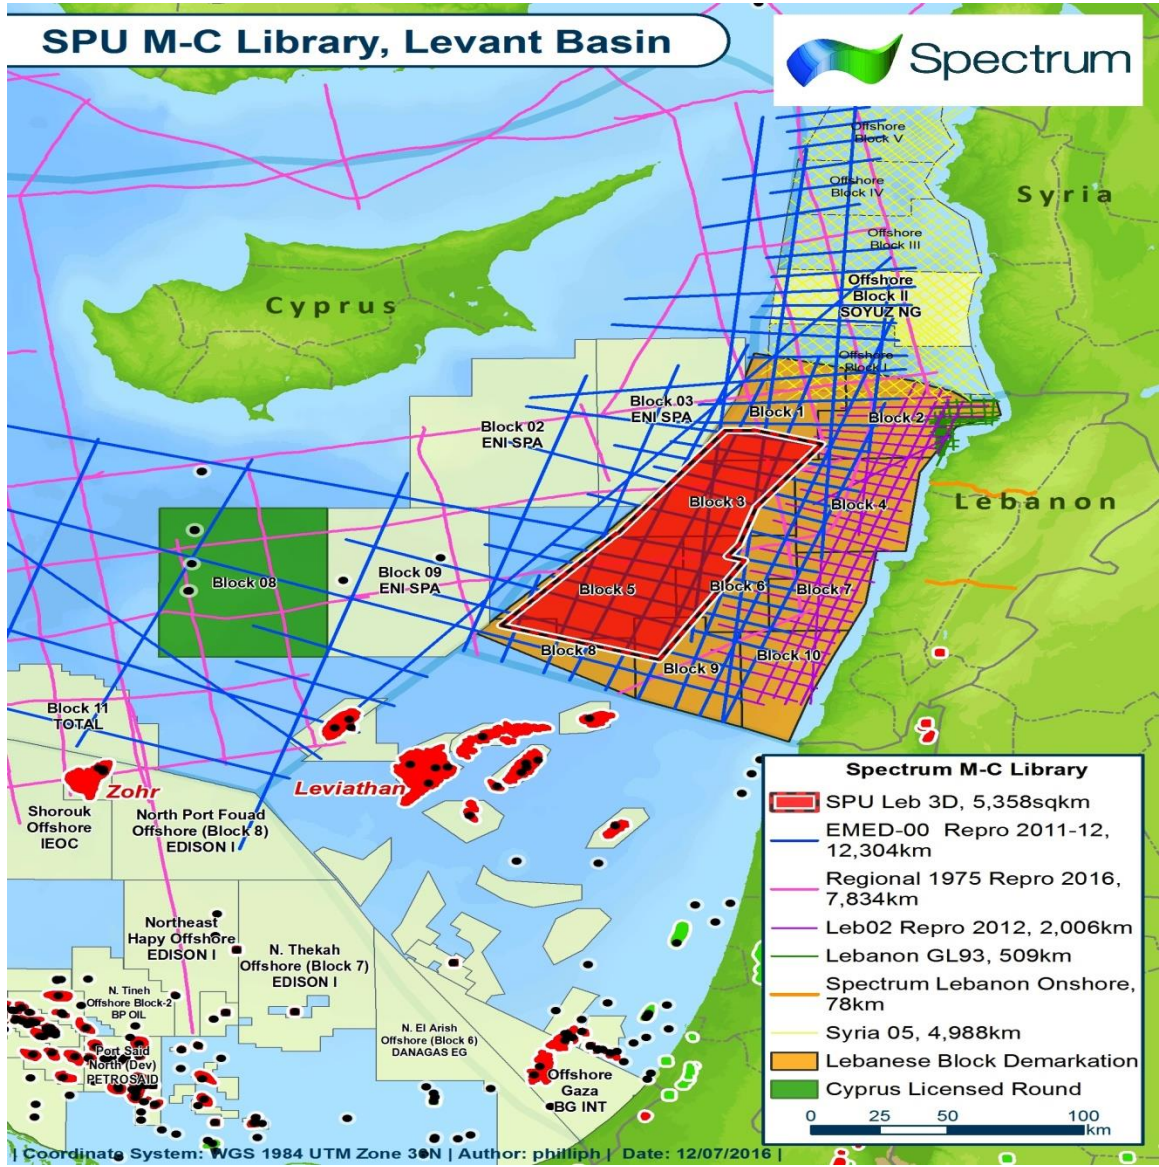 SPU M-C Library, Levant Basin
Spectrum
Offshore
Block V
Offshore
Block IV
Syria
Offshore
Block III
Offshore
Block II
SOYUZ NG
Cyprus
Offshore
Block I
Block 03
ENI SPA
Block 1
Block 2
Block 02
ENI SPA
Block 3
Block 4
Lebanon
Block 08
Block 09
ENI SPA
Block 5
Block 6
Block 7
Block 8
Block 9
Block 10
Block 11
TOTAL
Zohr
Leviathan
Shorouk
Offshore
IEOC
North Port Fouad
Offshore (Block 8)
EDISON I
Northeast
Hapy Offshore
EDISON I
N. Thekah
Offshore (Block 7)
EDISON I
N. Tineh
Offshore Block-2
BP OIL
Port Said
North (Dev)
PETROSAID
N. El Arish
Offshore (Block 6)
DANAGAS EG
Offshore
Gaza
BG INT
Spectrum M-C Library
SPU Leb 3D, 5,358sqkm
EMED-00 Repro 2011-12,
12,304km
Regional 1975 Repro 2016,
7,834km
Leb02 Repro 2012, 2,006km
Lebanon GL93, 509km
Spectrum Lebanon Onshore,
78km
Syria 05, 4,988km
Lebanese Block Demarkation
Cyprus Licensed Round
0 25 50 100
km
| Coordinate System: WGS 1984 UTM Zone 36N | Author: philliph | Date: 12/07/2016 |